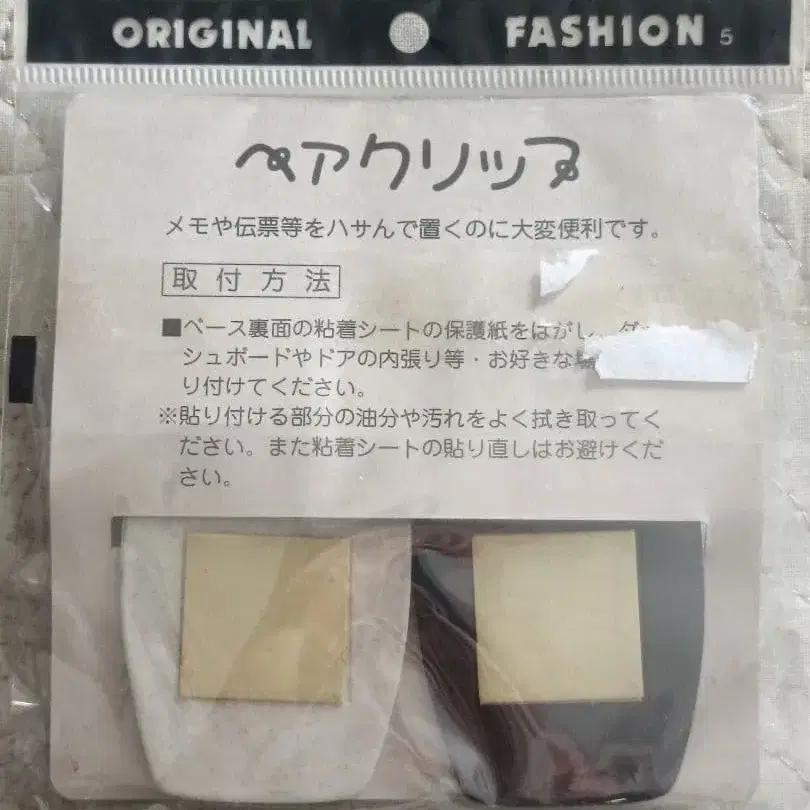 ORIGINAL FASHION 5
ペアクリップ
メモや伝票等をハサんで置くのに大変便利です。
取付方法
■ベース裏面の粘着シートの保護紙をはがし、ダッ
シュボードやドアの内張り等・お好きな
り付けてください。
※貼り付ける部分の油分や汚れをよく拭き取ってく
ださい。また粘着シートの貼り直しはお避けくだ
さい。